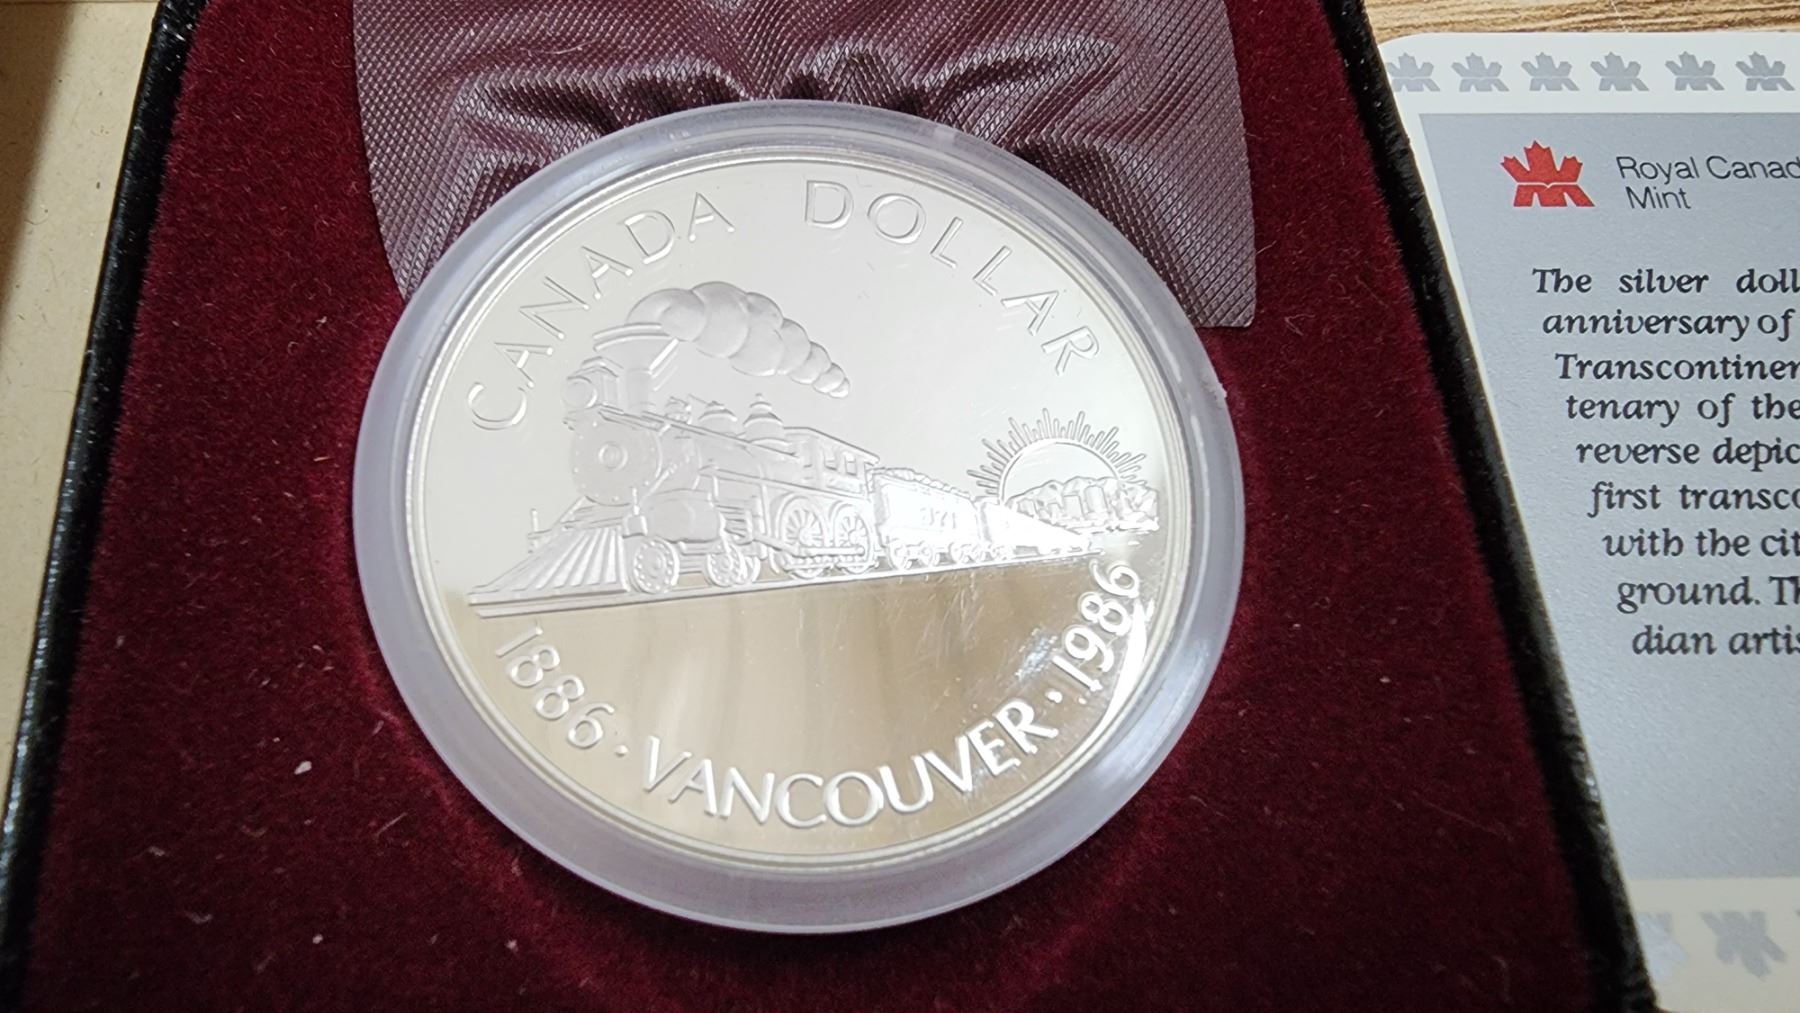 CANADA DOLLAR
371
1886 · VANCOUVER · 1986
Royal Canad
Mint
The silver doll
anniversary of
Transcontinen
tenary of the
reverse depic
first transco
with the cit
ground. Th
dian artis